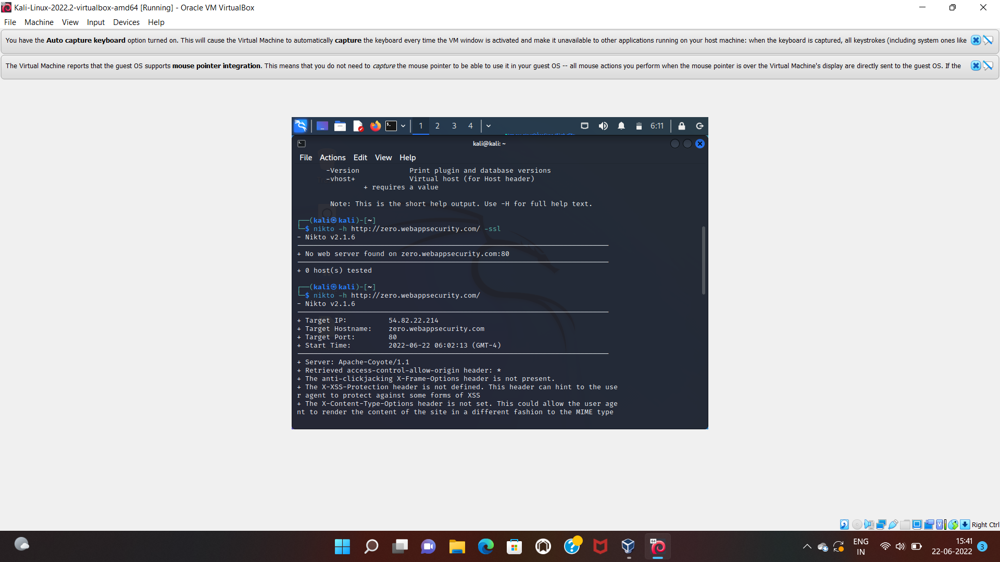 Kali-Linux-2022.2-virtualbox-amd64 [Running] - Oracle VM VirtualBox
File Machine View Input Devices Help
You have the Auto capture keyboard option turned on. This will cause the Virtual Machine to automatically capture the keyboard every time the VM window is activated and make it unavailable to other applications running on your host machine: when the keyboard is captured, all keystrokes (including system ones like
The Virtual Machine reports that the guest OS supports mouse pointer integration. This means that you do not need to capture the mouse pointer to be able to use it in your guest OS -- all mouse actions you perform when the mouse pointer is over the Virtual Machine's display are directly sent to the guest OS. If the
1 2 3 4 6:11
kali@kali: ~
File Actions Edit View Help
-Version Print plugin and database versions
-vhost+ Virtual host (for Host header)
+ requires a value
Note: This is the short help output. Use -H for full help text.
┌──(kali㉿kali)-[~]
└─$ nikto -h http://zero.webappsecurity.com/ -ssl
- Nikto v2.1.6
+ No web server found on zero.webappsecurity.com:80
+ 0 host(s) tested
┌──(kali㉿kali)-[~]
└─$ nikto -h http://zero.webappsecurity.com/
- Nikto v2.1.6
+ Target IP: 54.82.22.214
+ Target Hostname: zero.webappsecurity.com
+ Target Port: 80
+ Start Time: 2022-06-22 06:02:13 (GMT-4)
+ Server: Apache-Coyote/1.1
+ Retrieved access-control-allow-origin header: *
+ The anti-clickjacking X-Frame-Options header is not present.
+ The X-XSS-Protection header is not defined. This header can hint to the use
r agent to protect against some forms of XSS
+ The X-Content-Type-Options header is not set. This could allow the user age
nt to render the content of the site in a different fashion to the MIME type
Right Ctrl
ENG
IN
15:41
22-06-2022
3
64